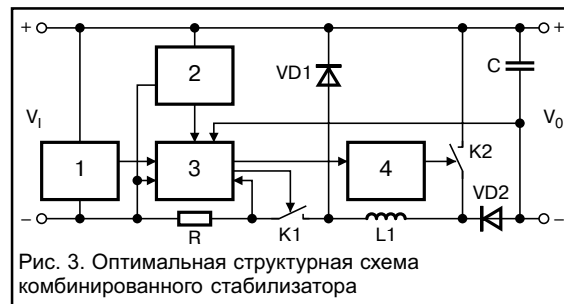 + +
2
VD1
C
V_I
V_0
1
3
4
K2
VD2
− −
R
K1
L1
Рис. 3. Оптимальная структурная схема
комбинированного стабилизатора